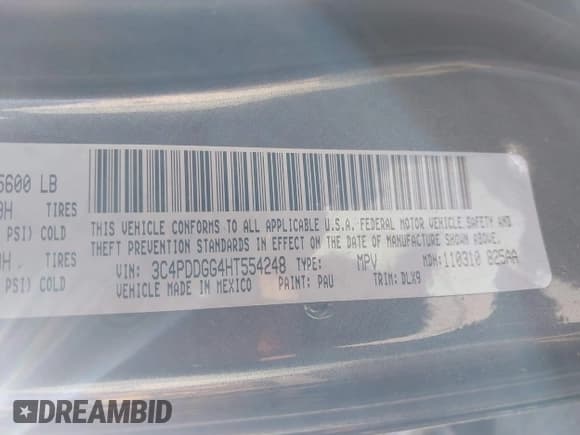 5600 LB
TIRES
PSI) COLD
TIRES
PSI) COLD
THIS VEHICLE CONFORMS TO ALL APPLICABLE U.S.A. FEDERAL MOTOR VEHICLE SAFETY AND
THEFT PREVENTION STANDARDS IN EFFECT ON THE DATE OF MANUFACTURE SHOWN ABOVE.
VIN: 3C4PDDGG4HT554248 TYPE: MPV MDH: 110310 025AA
VEHICLE MADE IN MEXICO PAINT: PAU TRIM: DLX9
DREAMBID